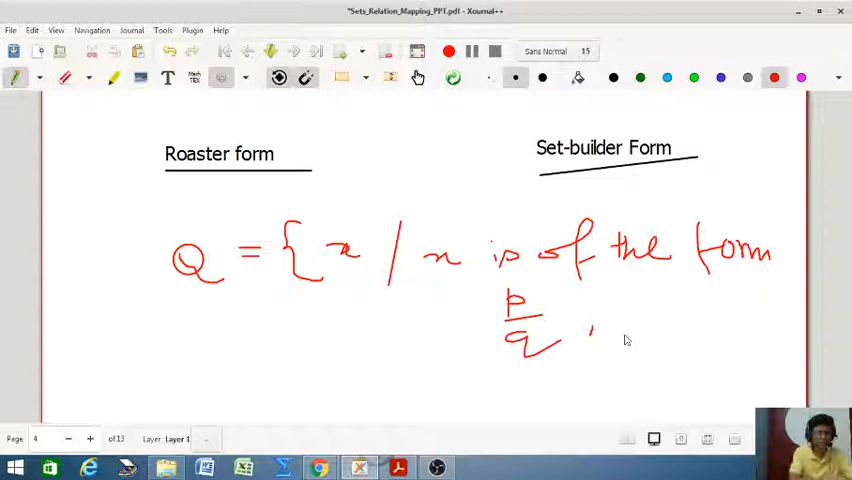 *Sets_Relation_Mapping_PPT.pdf - Xournal++
File Edit View Navigation Journal Tools Plugin Help
Sans Normal 15
Roaster form Set-builder Form
Q = { x / x is of the form
p/q ,
Page 4 of 13 Layer Layer 1